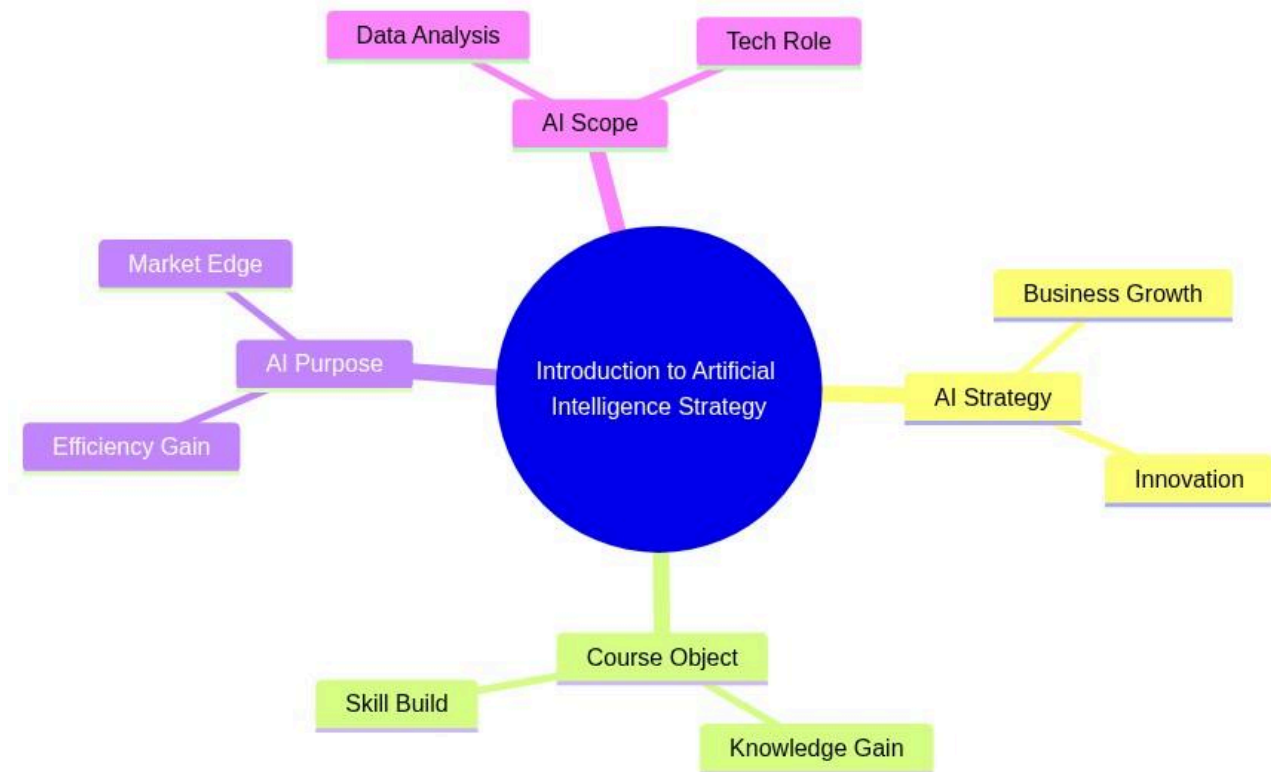 Data Analysis
Tech Role
AI Scope
Market Edge
AI Purpose
Efficiency Gain
Introduction to Artificial
Intelligence Strategy
Business Growth
AI Strategy
Innovation
Course Object
Skill Build
Knowledge Gain